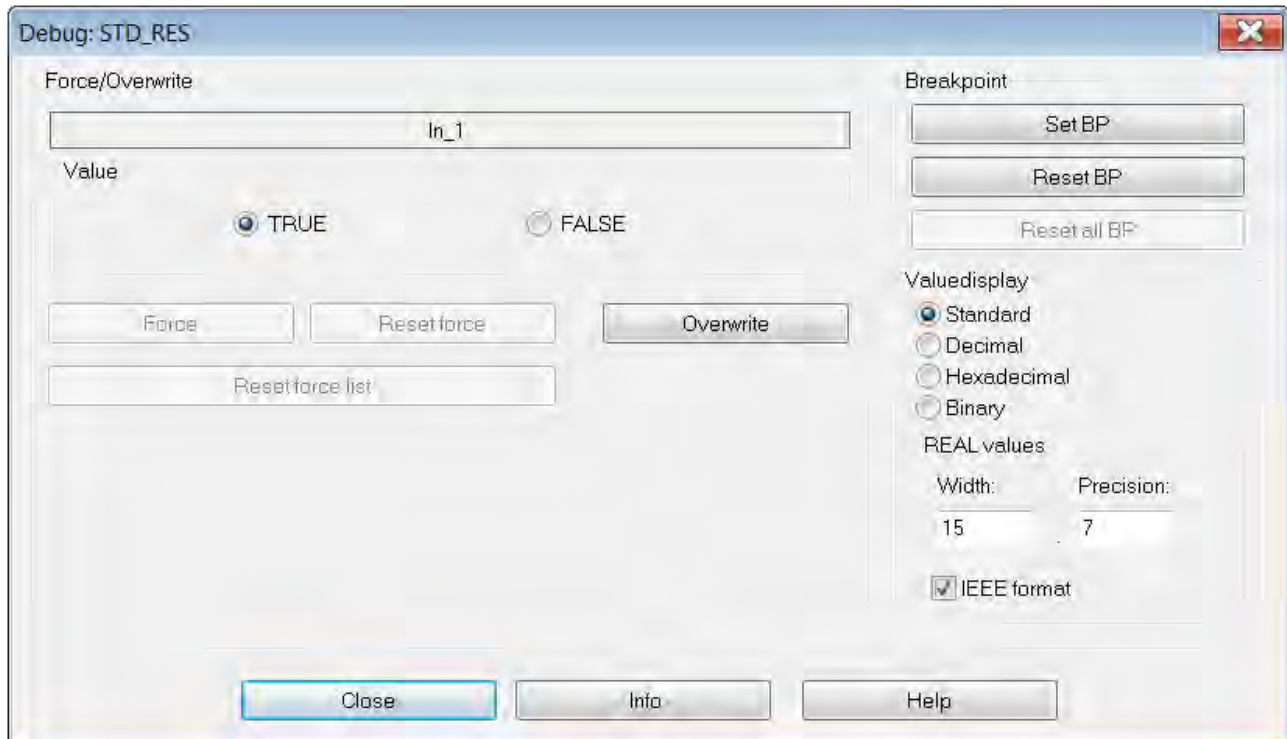 Debug: STD_RES
Force/Overwrite
In_1
Value
TRUE FALSE
Force Reset force Overwrite
Reset force list
Breakpoint
Set BP
Reset BP
Reset all BP
Valuedisplay
Standard
Decimal
Hexadecimal
Binary
REAL values
Width: Precision:
15 . 7
IEEE format
Close Info Help